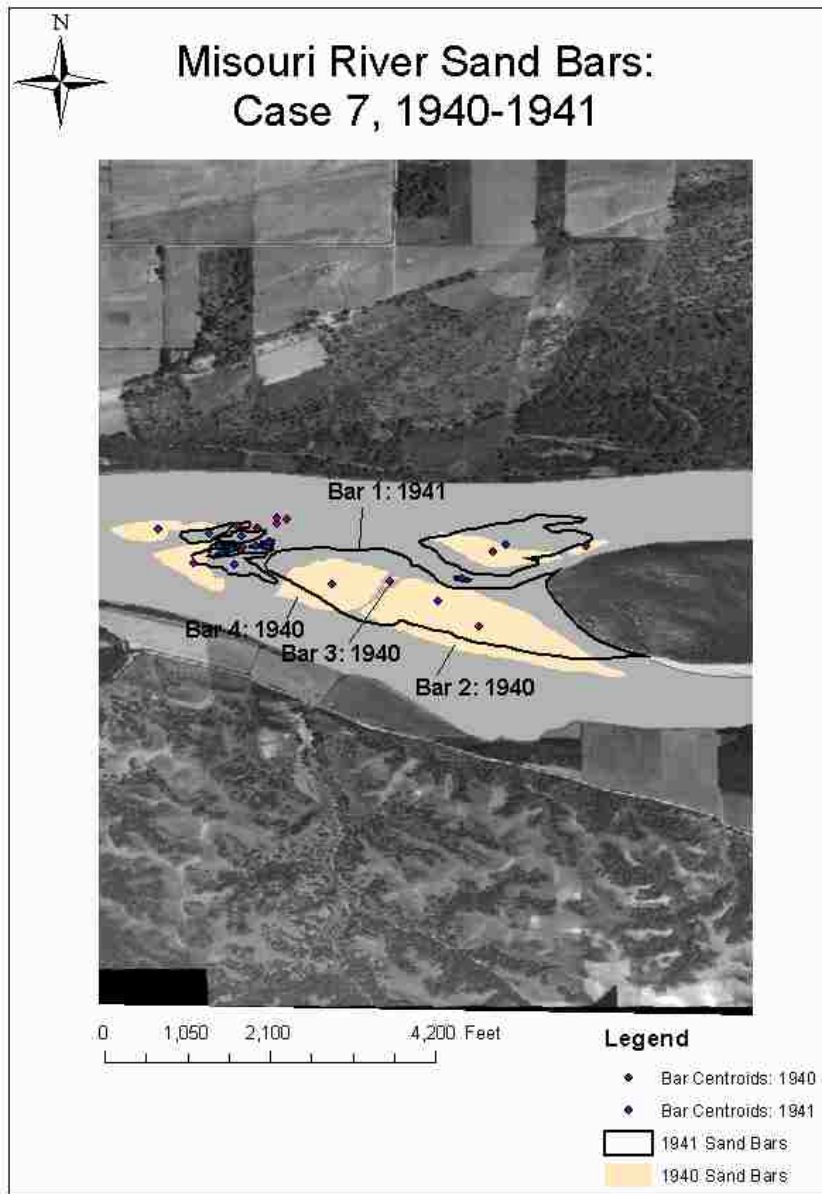 N
Misouri River Sand Bars:
Case 7, 1940-1941
Bar 1: 1941
Bar 4: 1940
Bar 3: 1940
Bar 2: 1940
0 1,050 2,100 4,200 Feet
Legend
Bar Centroids: 1940
Bar Centroids: 1941
1941 Sand Bars
1940 Sand Bars